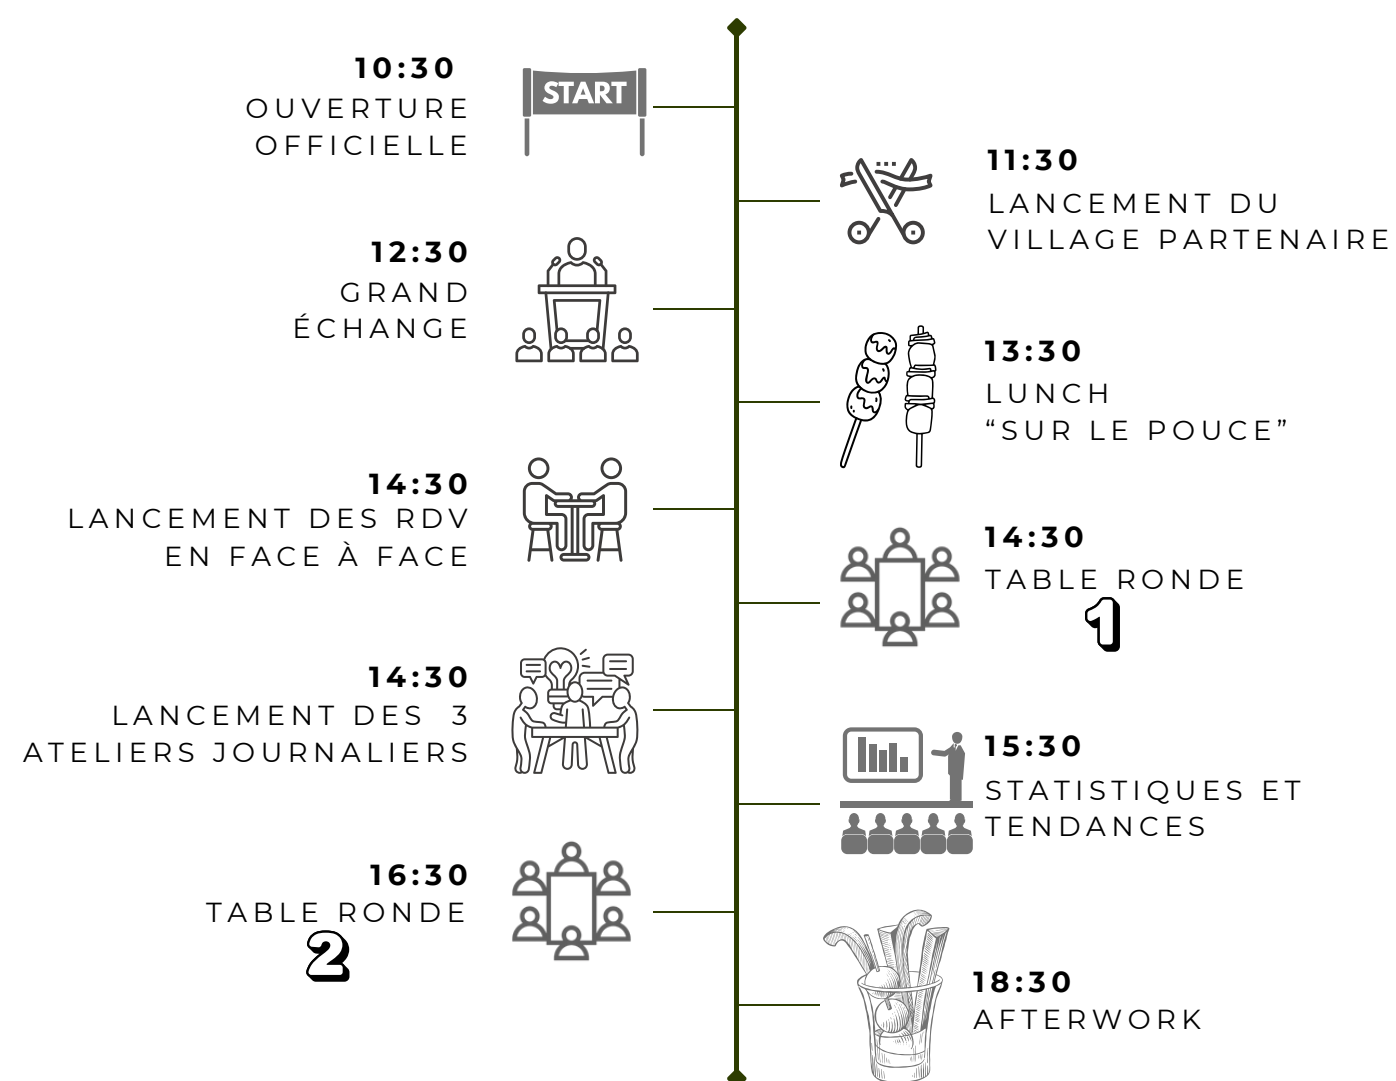 10:30
OUVERTURE
OFFICIELLE
START
11:30
LANCEMENT DU
VILLAGE PARTENAIRE
12:30
GRAND
ÉCHANGE
13:30
LUNCH
“SUR LE POUCE”
14:30
LANCEMENT DES RDV
EN FACE À FACE
14:30
TABLE RONDE
1
14:30
LANCEMENT DES 3
ATELIERS JOURNALIERS
15:30
STATISTIQUES ET
TENDANCES
16:30
TABLE RONDE
2
18:30
AFTERWORK